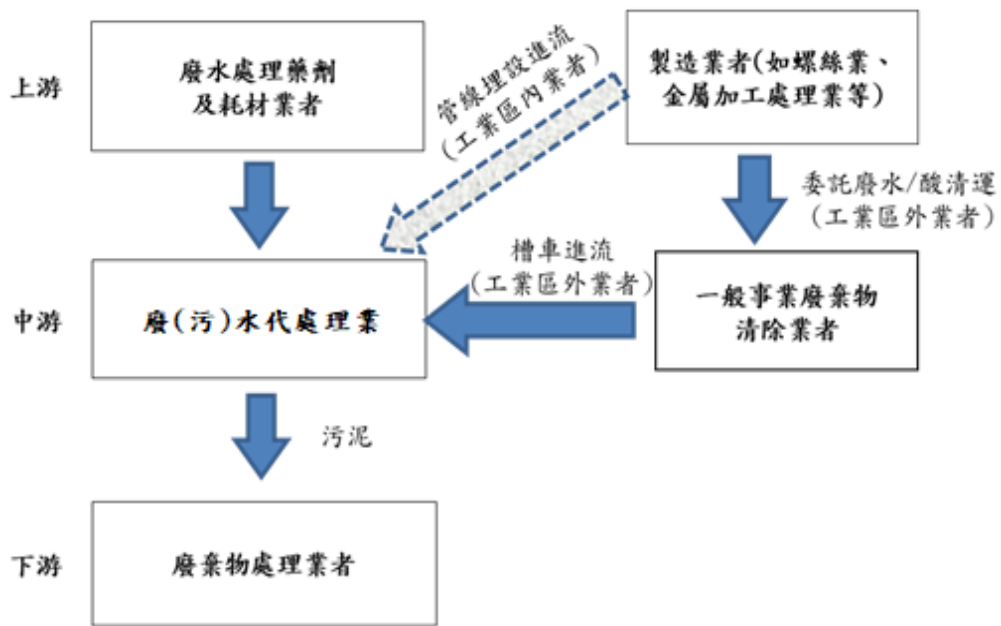 上游
廢水處理藥劑
及耗材業者
管線埋設進流
(工業區內業者)
製造業者(如螺絲業、
金屬加工處理業等)
委託廢水/酸清運
(工業區外業者)
中游
廢(污)水代處理業
槽車進流
(工業區外業者)
一般事業廢棄物
清除業者
污泥
下游
廢棄物處理業者